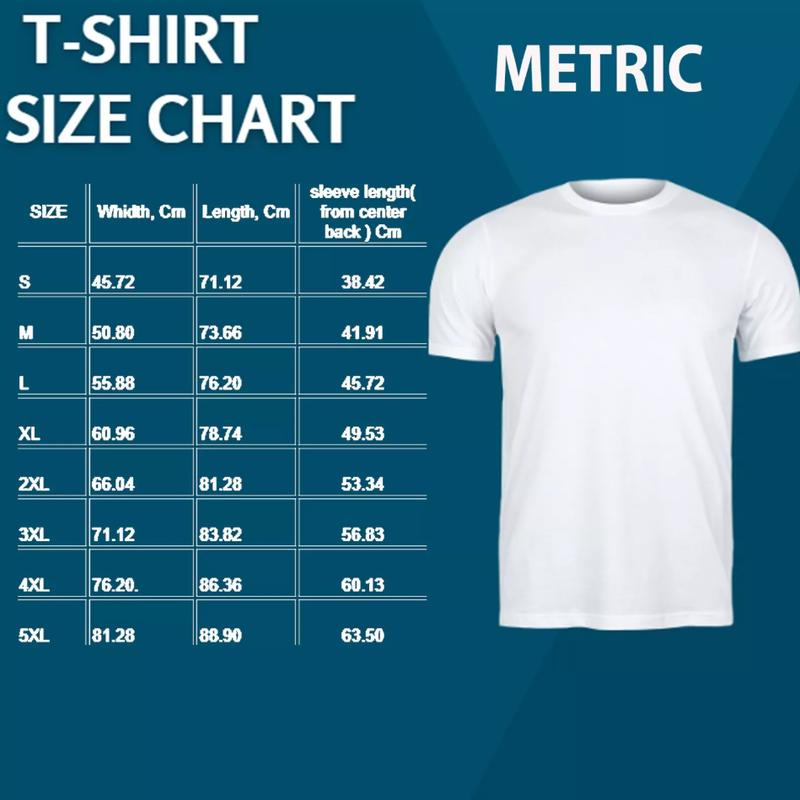 T-SHIRT
SIZE CHART
METRIC
SIZE Whidth, Cm Length, Cm sleeve length( from center back ) Cm
S 45.72 71.12 38.42
M 50.80 73.66 41.91
L 55.88 76.20 45.72
XL 60.96 78.74 49.53
2XL 66.04 81.28 53.34
3XL 71.12 83.82 56.83
4XL 76.20. 86.36 60.13
5XL 81.28 88.90 63.50